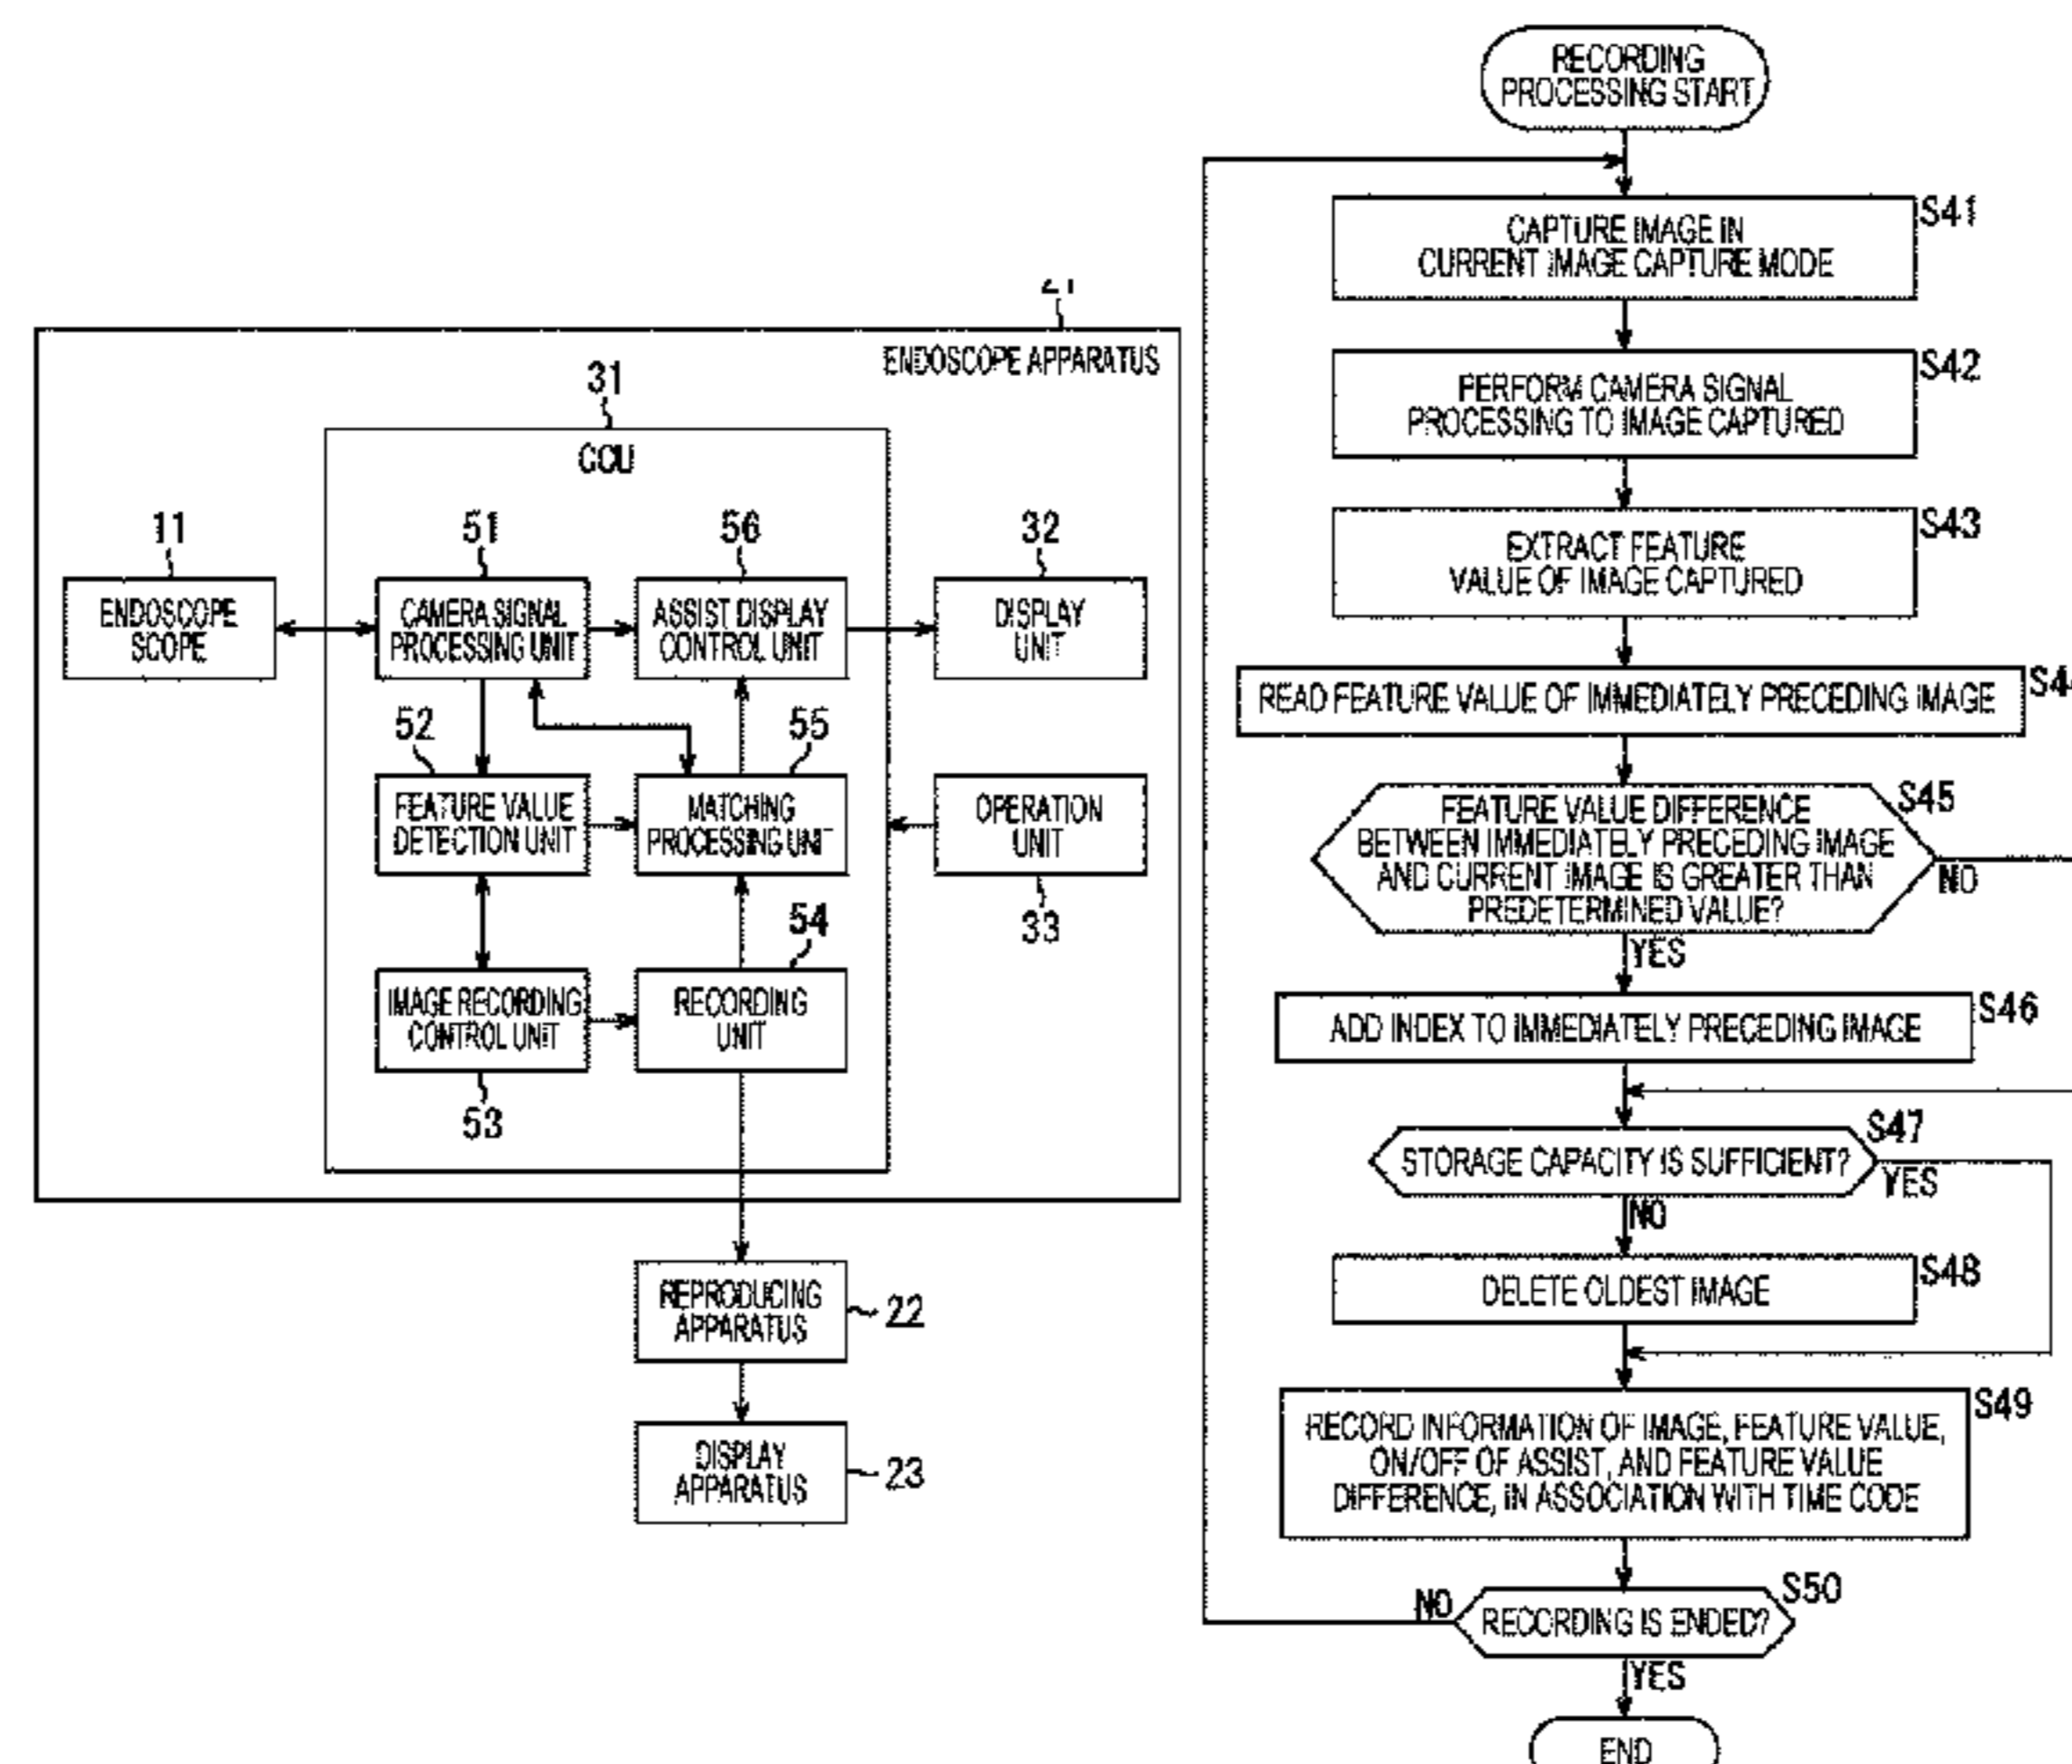 ENDOSCOPE APPARATUS
31
CCU
11
51
56
32
ENDOSCOPE
SCOPE
CAMERA SIGNAL
PROCESSING UNIT
ASSIST DISPLAY
CONTROL UNIT
DISPLAY
UNIT
52
55
FEATURE VALUE
DETECTION UNIT
MATCHING
PROCESSING UNIT
OPERATION
UNIT
33
54
IMAGE RECORDING
CONTROL UNIT
RECORDING
UNIT
53
REPRODUCING
APPARATUS
22
DISPLAY
APPARATUS
23
RECORDING
PROCESSING START
S41
CAPTURE IMAGE IN
CURRENT IMAGE CAPTURE MODE
S42
PERFORM CAMERA SIGNAL
PROCESSING TO IMAGE CAPTURED
S43
EXTRACT FEATURE
VALUE OF IMAGE CAPTURED
READ FEATURE VALUE OF IMMEDIATELY PRECEDING IMAGE
S45
FEATURE VALUE DIFFERENCE
BETWEEN IMMEDIATELY PRECEDING IMAGE
AND CURRENT IMAGE IS GREATER THAN
PREDETERMINED VALUE?
NO
YES
S46
ADD INDEX TO IMMEDIATELY PRECEDING IMAGE
S47
STORAGE CAPACITY IS SUFFICIENT?
YES
NO
S48
DELETE OLDEST IMAGE
S49
RECORD INFORMATION OF IMAGE, FEATURE VALUE,
ON/OFF OF ASSIST, AND FEATURE VALUE
DIFFERENCE, IN ASSOCIATION WITH TIME CODE
S50
NO
RECORDING IS ENDED?
YES
END